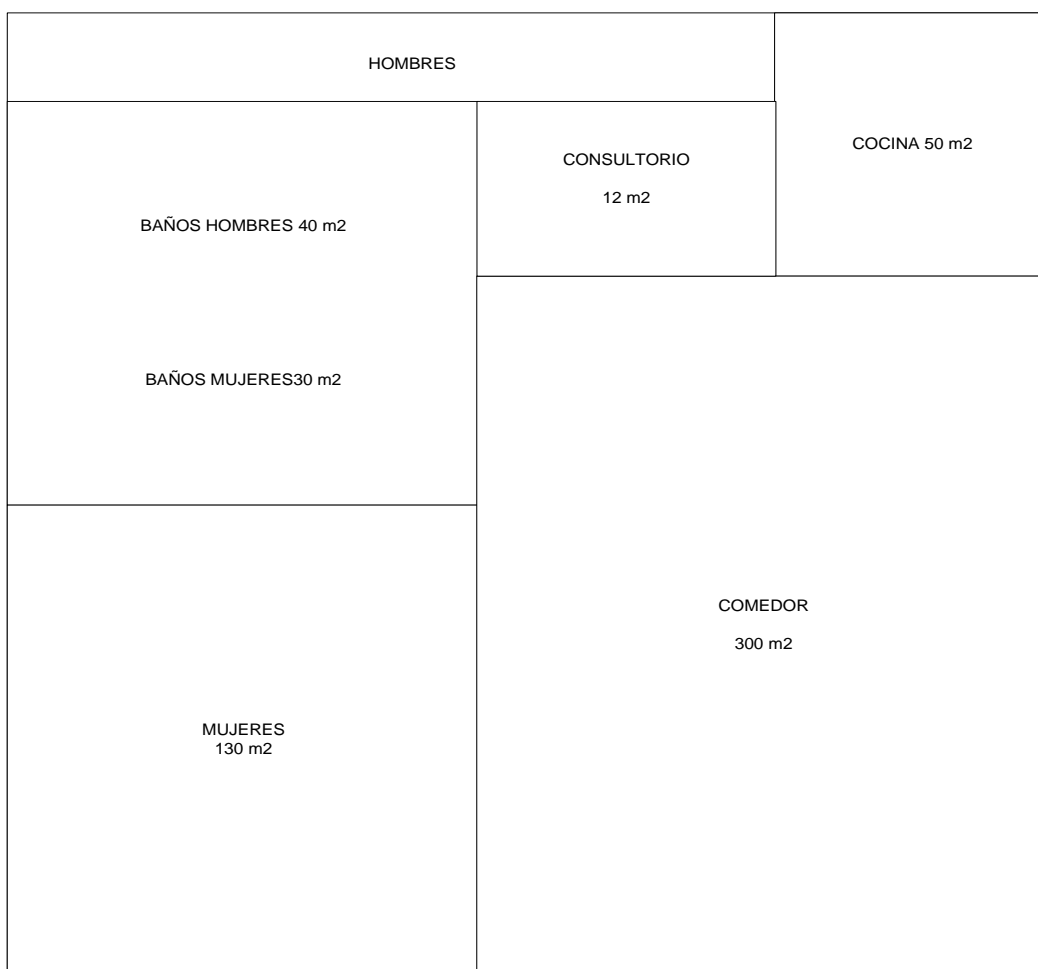 HOMBRES
COCINA 50 m2
CONSULTORIO
12 m2
BAÑOS HOMBRES 40 m2
BAÑOS MUJERES30 m2
COMEDOR
300 m2
MUJERES
130 m2